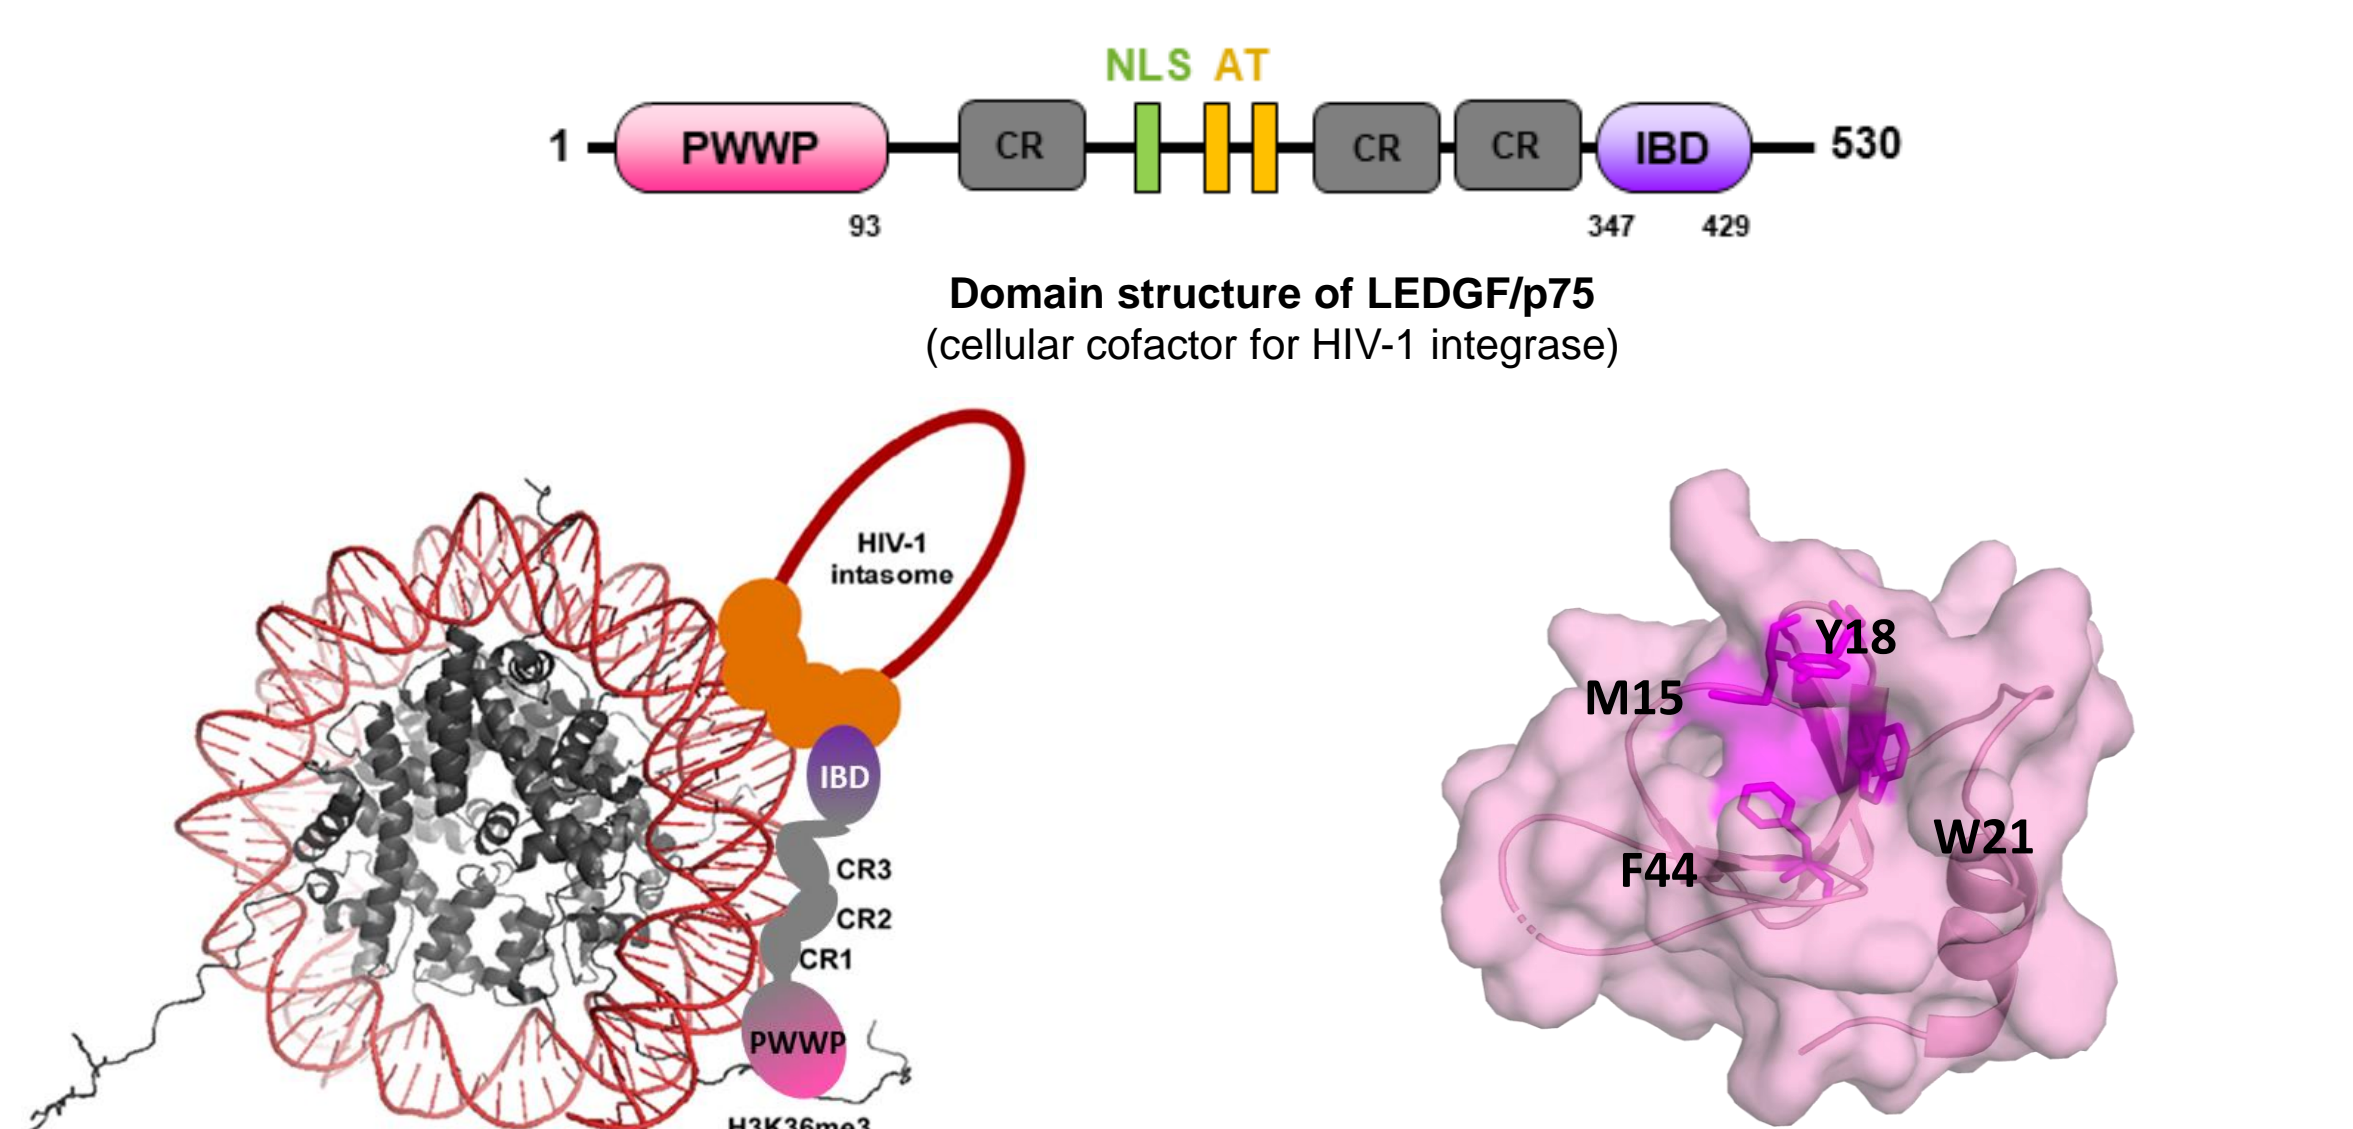 NLS AT
1 PWWP CR CR CR IBD 530
93 347 429
Domain structure of LEDGF/p75
(cellular cofactor for HIV-1 integrase)
HIV-1
intasome
IBD
CR3
CR2
CR1
PWWP
H3K36me3
Y18
M15
W21
F44